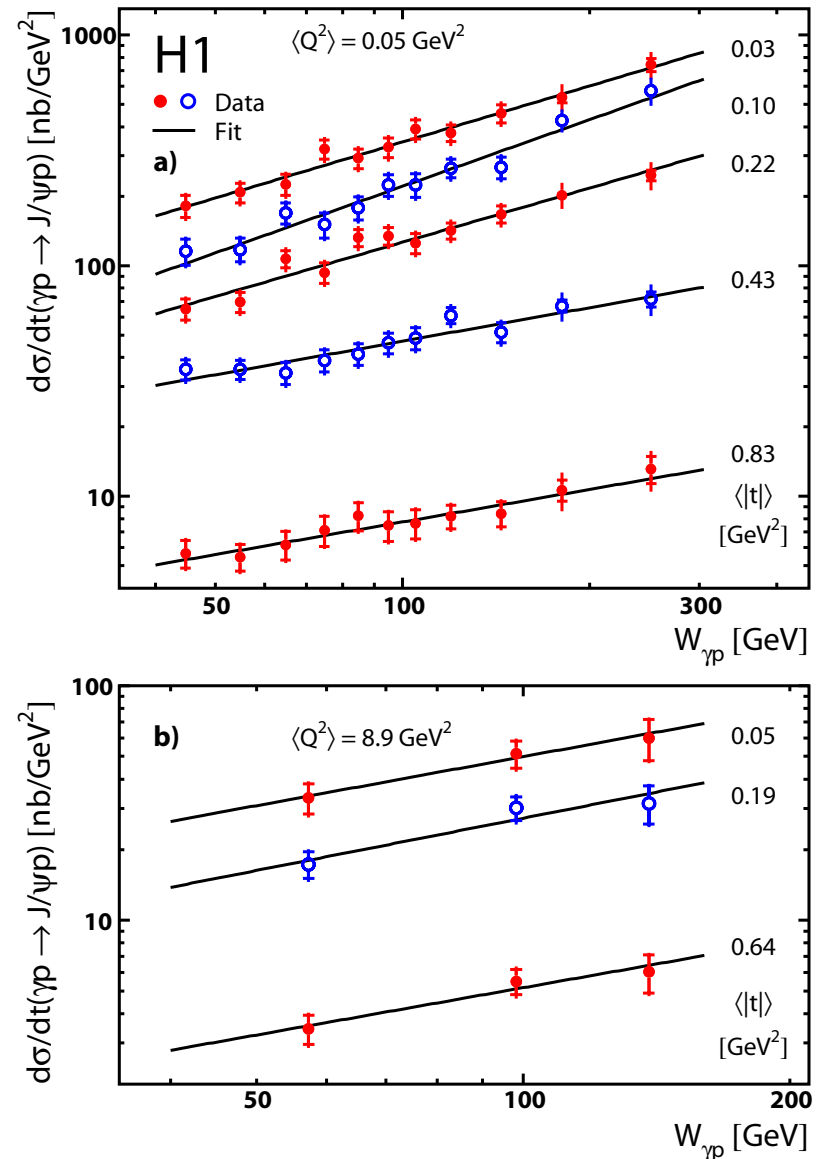 H1
⟨Q²⟩ = 0.05 GeV²
Data
Fit
a)
1000
100
10
dσ/dt(γp → J/ψp) [nb/GeV²]
0.03
0.10
0.22
0.43
0.83
⟨|t|⟩
[GeV²]
50
100
300
W_γp [GeV]
b)
⟨Q²⟩ = 8.9 GeV²
100
10
dσ/dt(γp → J/ψp) [nb/GeV²]
0.05
0.19
0.64
⟨|t|⟩
[GeV²]
50
100
200
W_γp [GeV]